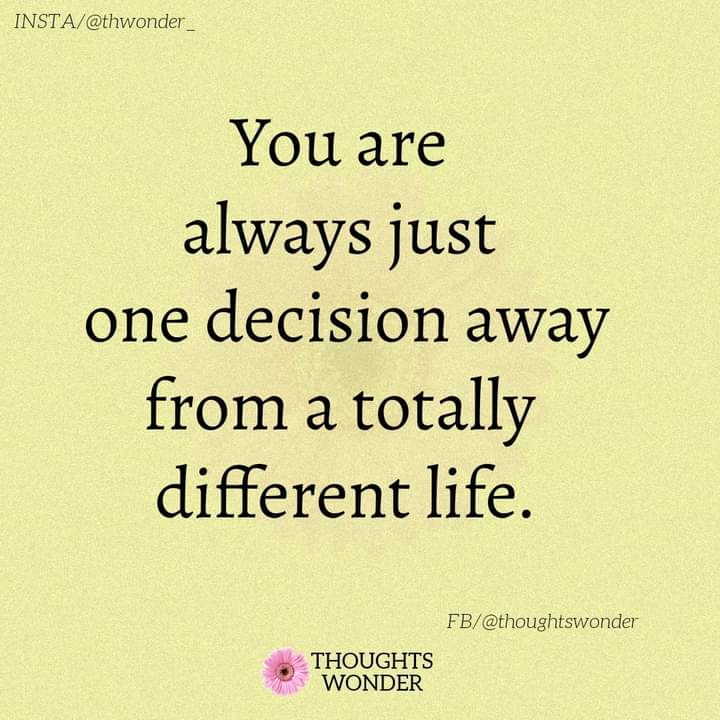 INSTA/@thwonder_
You are
always just
one decision away
from a totally
different life.
FB/@thoughtswonder
THOUGHTS
WONDER